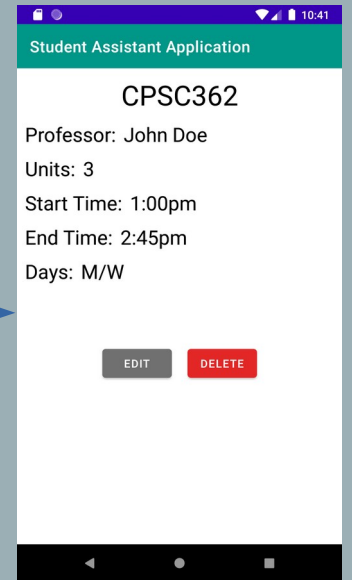 10:41
Student Assistant Application
CPSC362
Professor: John Doe
Units: 3
Start Time: 1:00pm
End Time: 2:45pm
Days: M/W
EDIT DELETE